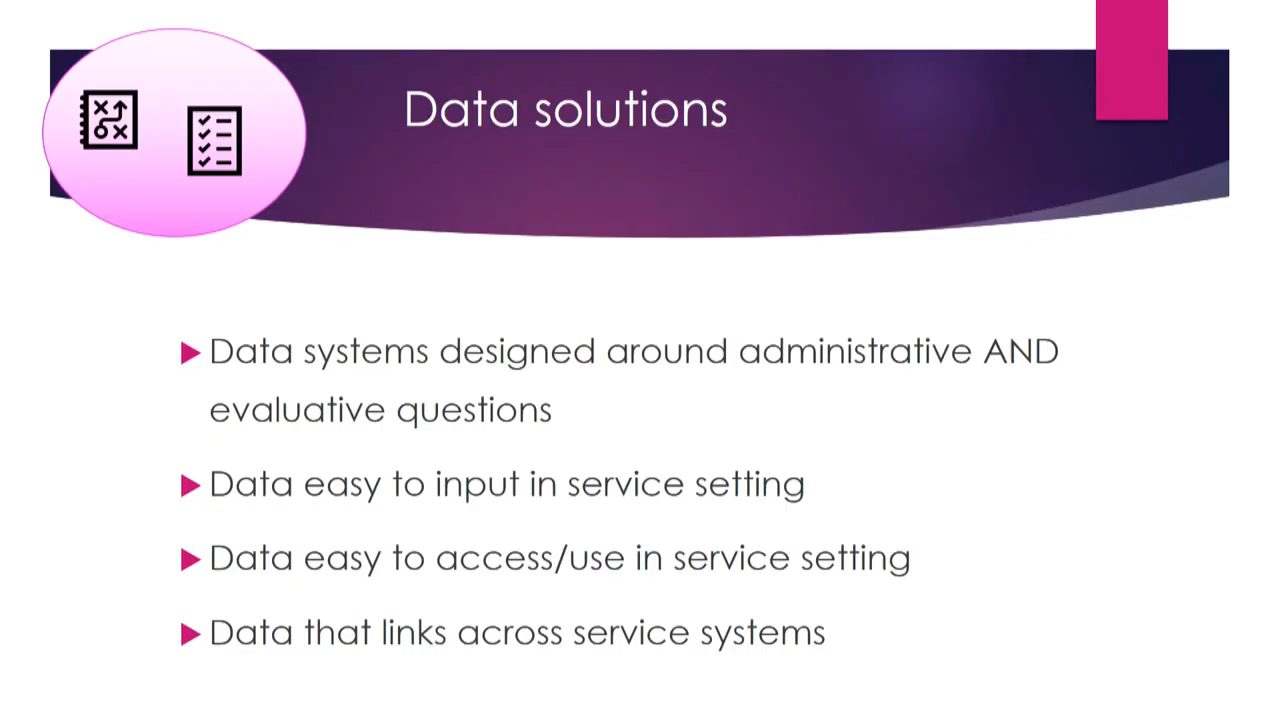 Data solutions
Data systems designed around administrative AND
evaluative questions
Data easy to input in service setting
Data easy to access/use in service setting
Data that links across service systems